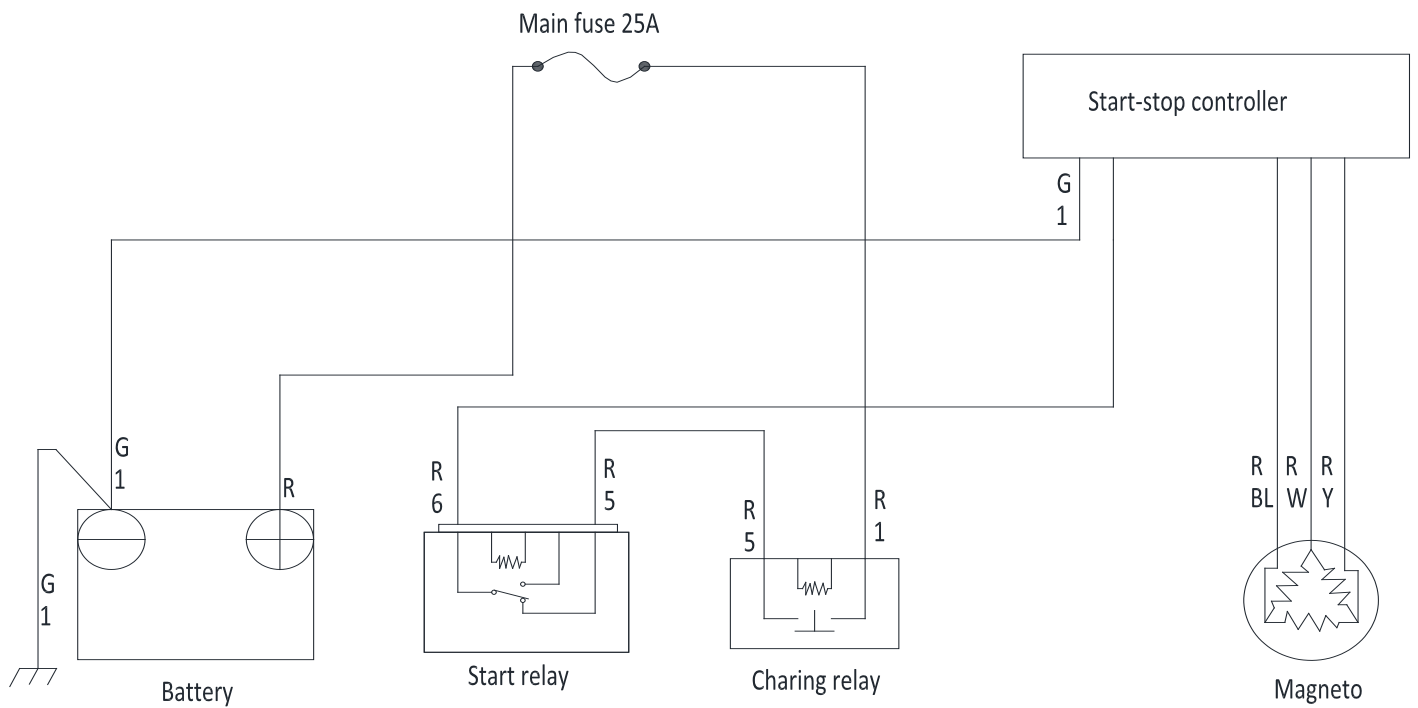 Main fuse 25A
Start-stop controller
G
1
G
1
R
R
6
R
5
R
5
R
1
R
BL
R
W
R
Y
G
1
Battery
Start relay
Charing relay
Magneto